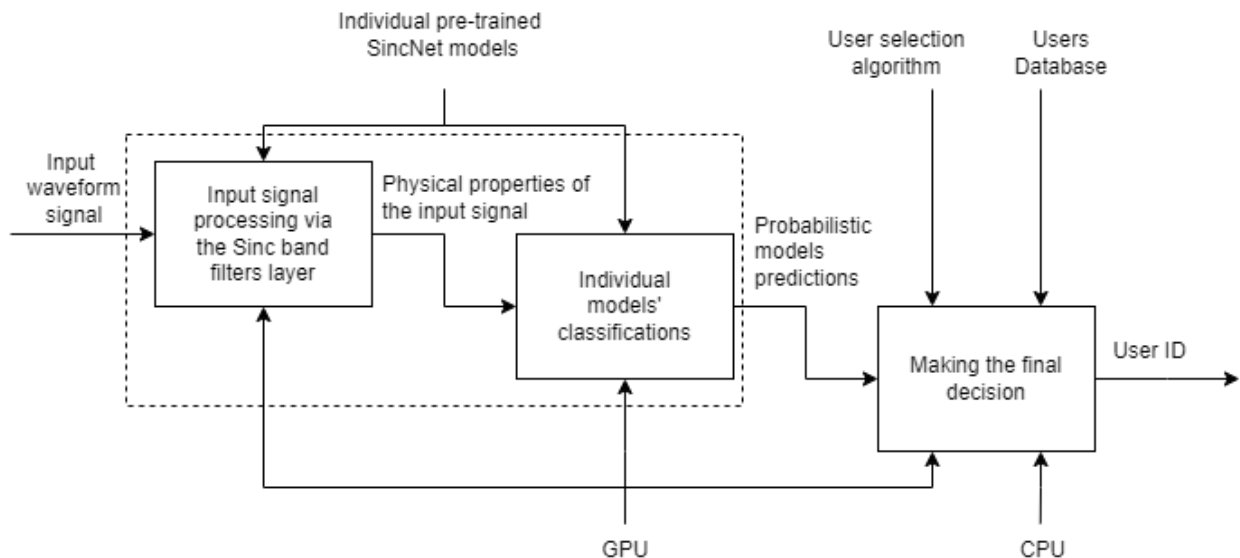 Individual pre-trained
SincNet models
User selection
algorithm
Users
Database
Input
waveform
signal
Input signal
processing via
the Sinc band
filters layer
Physical properties of
the input signal
Individual
models'
classifications
Probabilistic
models
predictions
Making the final
decision
User ID
GPU
CPU